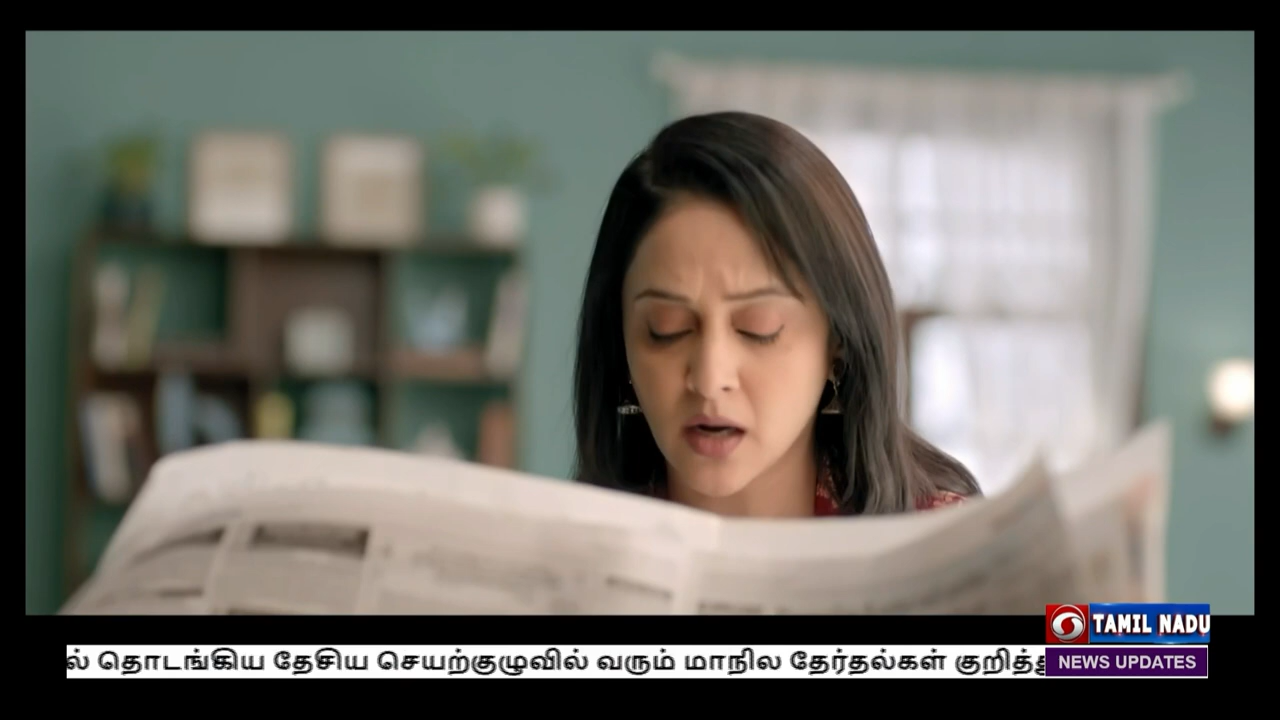 TAMIL NADU
ல் தொடங்கிய தேசிய செயற்குழுவில் வரும் மாநில தேர்தல்கள் குறித்து
NEWS UPDATES